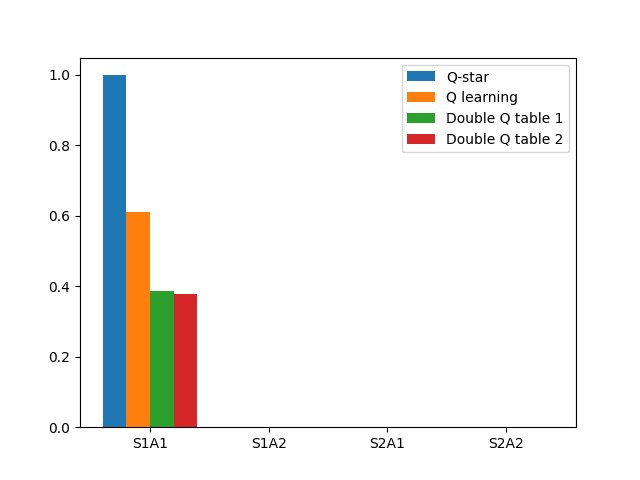 1.0
0.8
0.6
0.4
0.2
0.0
Q-star
Q learning
Double Q table 1
Double Q table 2
S1A1 S1A2 S2A1 S2A2